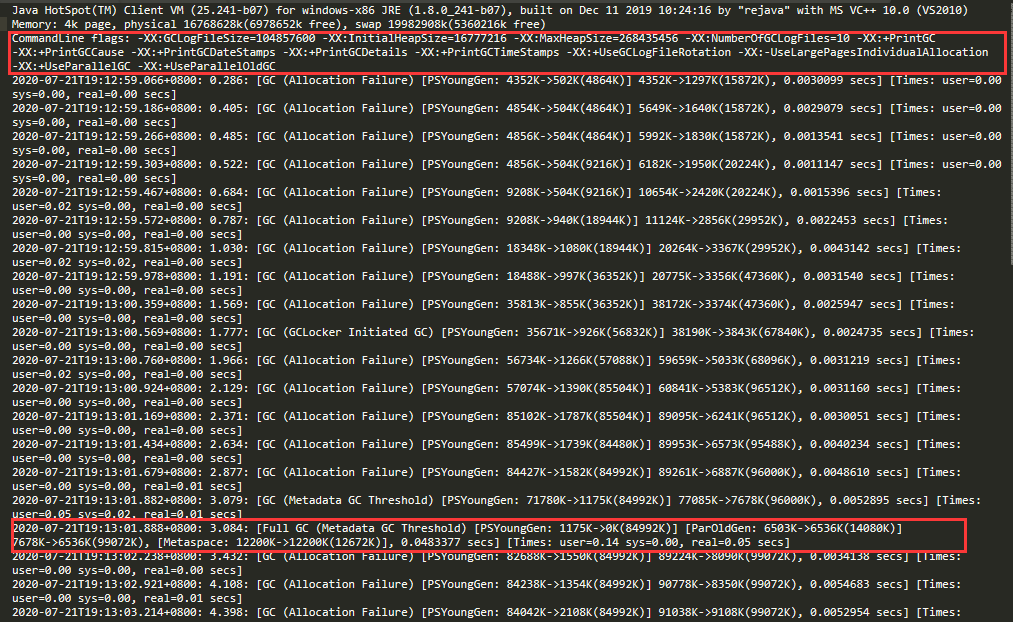 Java HotSpot(TM) Client VM (25.241-b07) for windows-x86 JRE (1.8.0_241-b07), built on Dec 11 2019 10:24:16 by "rejava" with MS VC++ 10.0 (VS2010)
Memory: 4k page, physical 16768628k(6978652k free), swap 19982908k(5360216k free)
CommandLine flags: -XX:GCLogFileSize=104857600 -XX:InitialHeapSize=16777216 -XX:MaxHeapSize=268435456 -XX:NumberOfGCLogFiles=10 -XX:+PrintGC
-XX:+PrintGCCause -XX:+PrintGCDateStamps -XX:+PrintGCDetails -XX:+PrintGCTimeStamps -XX:+UseGCLogFileRotation -XX:-UseLargePagesIndividualAllocation
-XX:+UseParallelGC -XX:+UseParallelOldGC
2020-07-21T19:12:59.066+0800: 0.286: [GC (Allocation Failure) [PSYoungGen: 4352K->502K(4864K)] 4352K->1297K(15872K), 0.0030099 secs] [Times: user=0.00
sys=0.00, real=0.00 secs]
2020-07-21T19:12:59.186+0800: 0.405: [GC (Allocation Failure) [PSYoungGen: 4854K->504K(4864K)] 5649K->1640K(15872K), 0.0029079 secs] [Times: user=0.00
sys=0.00, real=0.00 secs]
2020-07-21T19:12:59.266+0800: 0.485: [GC (Allocation Failure) [PSYoungGen: 4856K->504K(4864K)] 5992K->1830K(15872K), 0.0013541 secs] [Times: user=0.00
sys=0.00, real=0.00 secs]
2020-07-21T19:12:59.303+0800: 0.522: [GC (Allocation Failure) [PSYoungGen: 4856K->504K(9216K)] 6182K->1950K(20224K), 0.0011147 secs] [Times: user=0.00
sys=0.00, real=0.00 secs]
2020-07-21T19:12:59.467+0800: 0.684: [GC (Allocation Failure) [PSYoungGen: 9208K->504K(9216K)] 10654K->2420K(20224K), 0.0015396 secs] [Times:
user=0.02 sys=0.00, real=0.00 secs]
2020-07-21T19:12:59.572+0800: 0.787: [GC (Allocation Failure) [PSYoungGen: 9208K->940K(18944K)] 11124K->2856K(29952K), 0.0022453 secs] [Times:
user=0.00 sys=0.00, real=0.00 secs]
2020-07-21T19:12:59.815+0800: 1.030: [GC (Allocation Failure) [PSYoungGen: 18348K->1080K(18944K)] 20264K->3367K(29952K), 0.0043142 secs] [Times:
user=0.02 sys=0.02, real=0.00 secs]
2020-07-21T19:12:59.978+0800: 1.191: [GC (Allocation Failure) [PSYoungGen: 18488K->997K(36352K)] 20775K->3356K(47360K), 0.0031540 secs] [Times:
user=0.00 sys=0.00, real=0.00 secs]
2020-07-21T19:13:00.359+0800: 1.569: [GC (Allocation Failure) [PSYoungGen: 35813K->855K(36352K)] 38172K->3374K(47360K), 0.0025947 secs] [Times:
user=0.00 sys=0.00, real=0.00 secs]
2020-07-21T19:13:00.569+0800: 1.777: [GC (GCLocker Initiated GC) [PSYoungGen: 35671K->926K(56832K)] 38190K->3843K(67840K), 0.0024735 secs] [Times:
user=0.00 sys=0.00, real=0.00 secs]
2020-07-21T19:13:00.760+0800: 1.966: [GC (Allocation Failure) [PSYoungGen: 56734K->1266K(57088K)] 59659K->5033K(68096K), 0.0031219 secs] [Times:
user=0.02 sys=0.00, real=0.00 secs]
2020-07-21T19:13:00.924+0800: 2.129: [GC (Allocation Failure) [PSYoungGen: 57074K->1390K(85504K)] 60841K->5383K(96512K), 0.0031160 secs] [Times:
user=0.00 sys=0.00, real=0.00 secs]
2020-07-21T19:13:01.169+0800: 2.371: [GC (Allocation Failure) [PSYoungGen: 85102K->1787K(85504K)] 89095K->6241K(96512K), 0.0030051 secs] [Times:
user=0.00 sys=0.00, real=0.00 secs]
2020-07-21T19:13:01.434+0800: 2.634: [GC (Allocation Failure) [PSYoungGen: 85499K->1739K(84480K)] 89953K->6573K(95488K), 0.0040234 secs] [Times:
user=0.00 sys=0.00, real=0.00 secs]
2020-07-21T19:13:01.679+0800: 2.877: [GC (Allocation Failure) [PSYoungGen: 84427K->1582K(84992K)] 89261K->6887K(96000K), 0.0048610 secs] [Times:
user=0.00 sys=0.00, real=0.01 secs]
2020-07-21T19:13:01.882+0800: 3.079: [GC (Metadata GC Threshold) [PSYoungGen: 71780K->1175K(84992K)] 77085K->7678K(96000K), 0.0052895 secs] [Times:
user=0.05 sys=0.02, real=0.01 secs]
2020-07-21T19:13:01.888+0800: 3.084: [Full GC (Metadata GC Threshold) [PSYoungGen: 1175K->0K(84992K)] [ParOldGen: 6503K->6536K(14080K)]
7678K->6536K(99072K), [Metaspace: 12200K->12200K(12672K)], 0.0483377 secs] [Times: user=0.14 sys=0.00, real=0.05 secs]
2020-07-21T19:13:02.238+0800: 3.432: [GC (Allocation Failure) [PSYoungGen: 82688K->1550K(84992K)] 89224K->8090K(99072K), 0.0034138 secs] [Times:
user=0.00 sys=0.00, real=0.00 secs]
2020-07-21T19:13:02.921+0800: 4.108: [GC (Allocation Failure) [PSYoungGen: 84238K->1354K(84992K)] 90778K->8350K(99072K), 0.0054683 secs] [Times:
user=0.00 sys=0.00, real=0.01 secs]
2020-07-21T19:13:03.214+0800: 4.398: [GC (Allocation Failure) [PSYoungGen: 84042K->2108K(84992K)] 91038K->9108K(99072K), 0.0052954 secs] [Times: